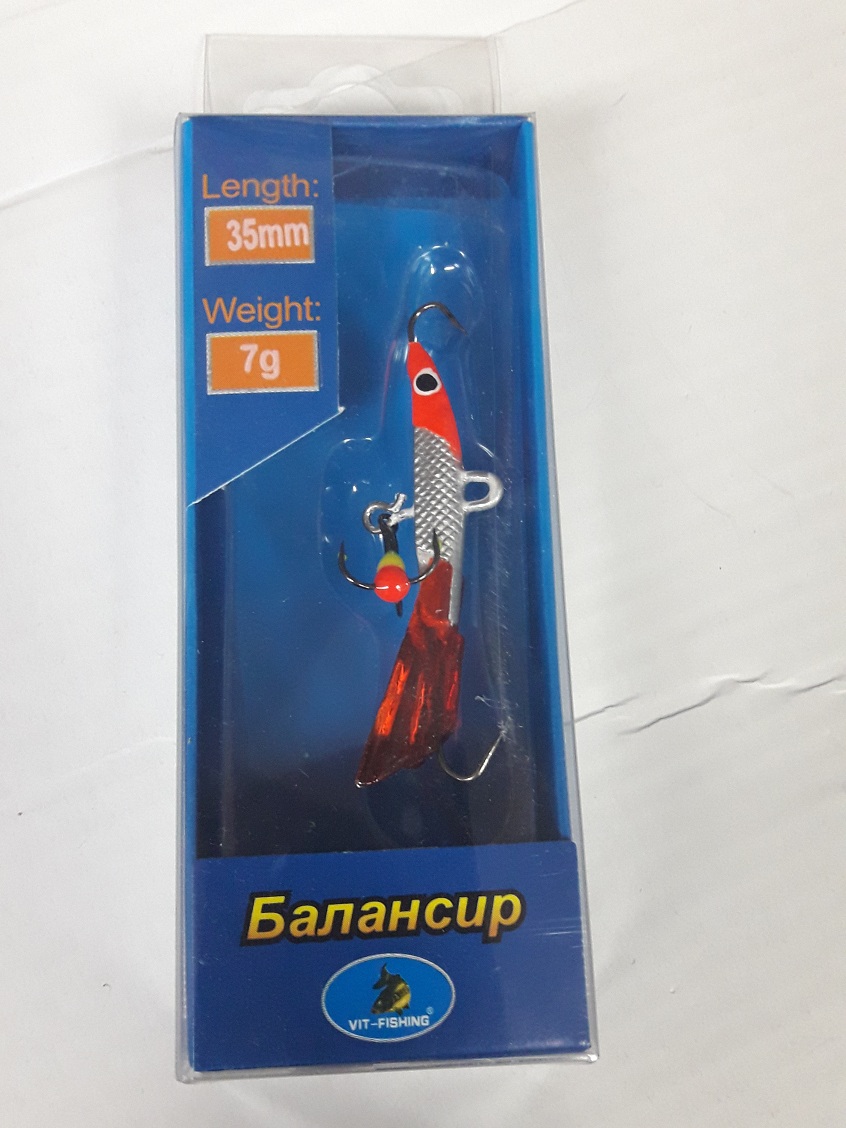 Length:
35mm
Weight:
7g
Балансир
VIT-FISHING®